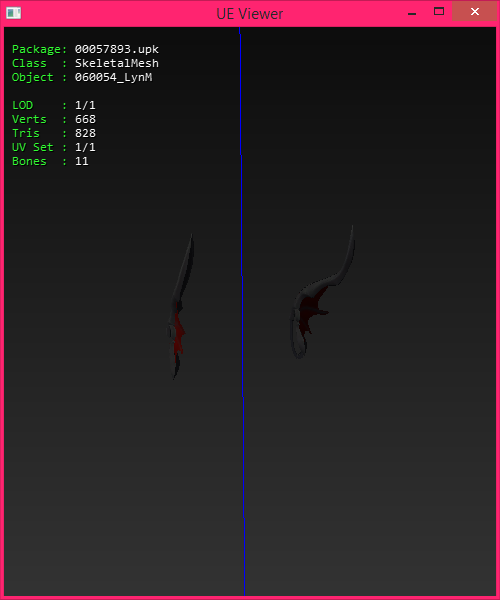 UE Viewer
Package: 00057893.upk
Class  : SkeletalMesh
Object : 060054_LynM
LOD    : 1/1
Verts  : 668
Tris   : 828
UV Set : 1/1
Bones  : 11